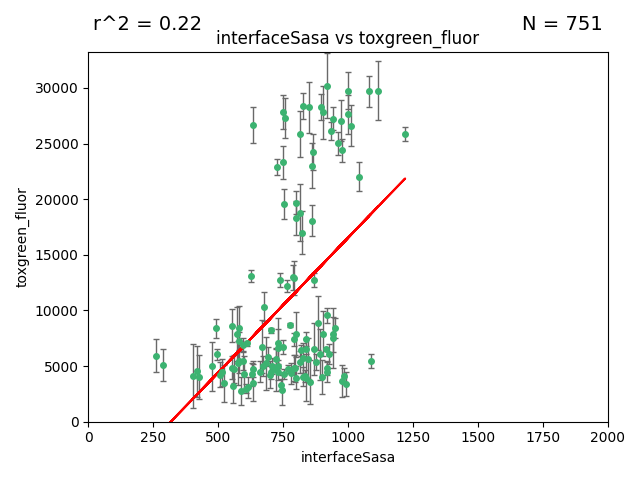 r^2 = 0.22
N = 751
interfaceSasa vs toxgreen_fluor
30000
25000
20000
15000
10000
5000
0
toxgreen_fluor
0 250 500 750 1000 1250 1500 1750 2000
interfaceSasa